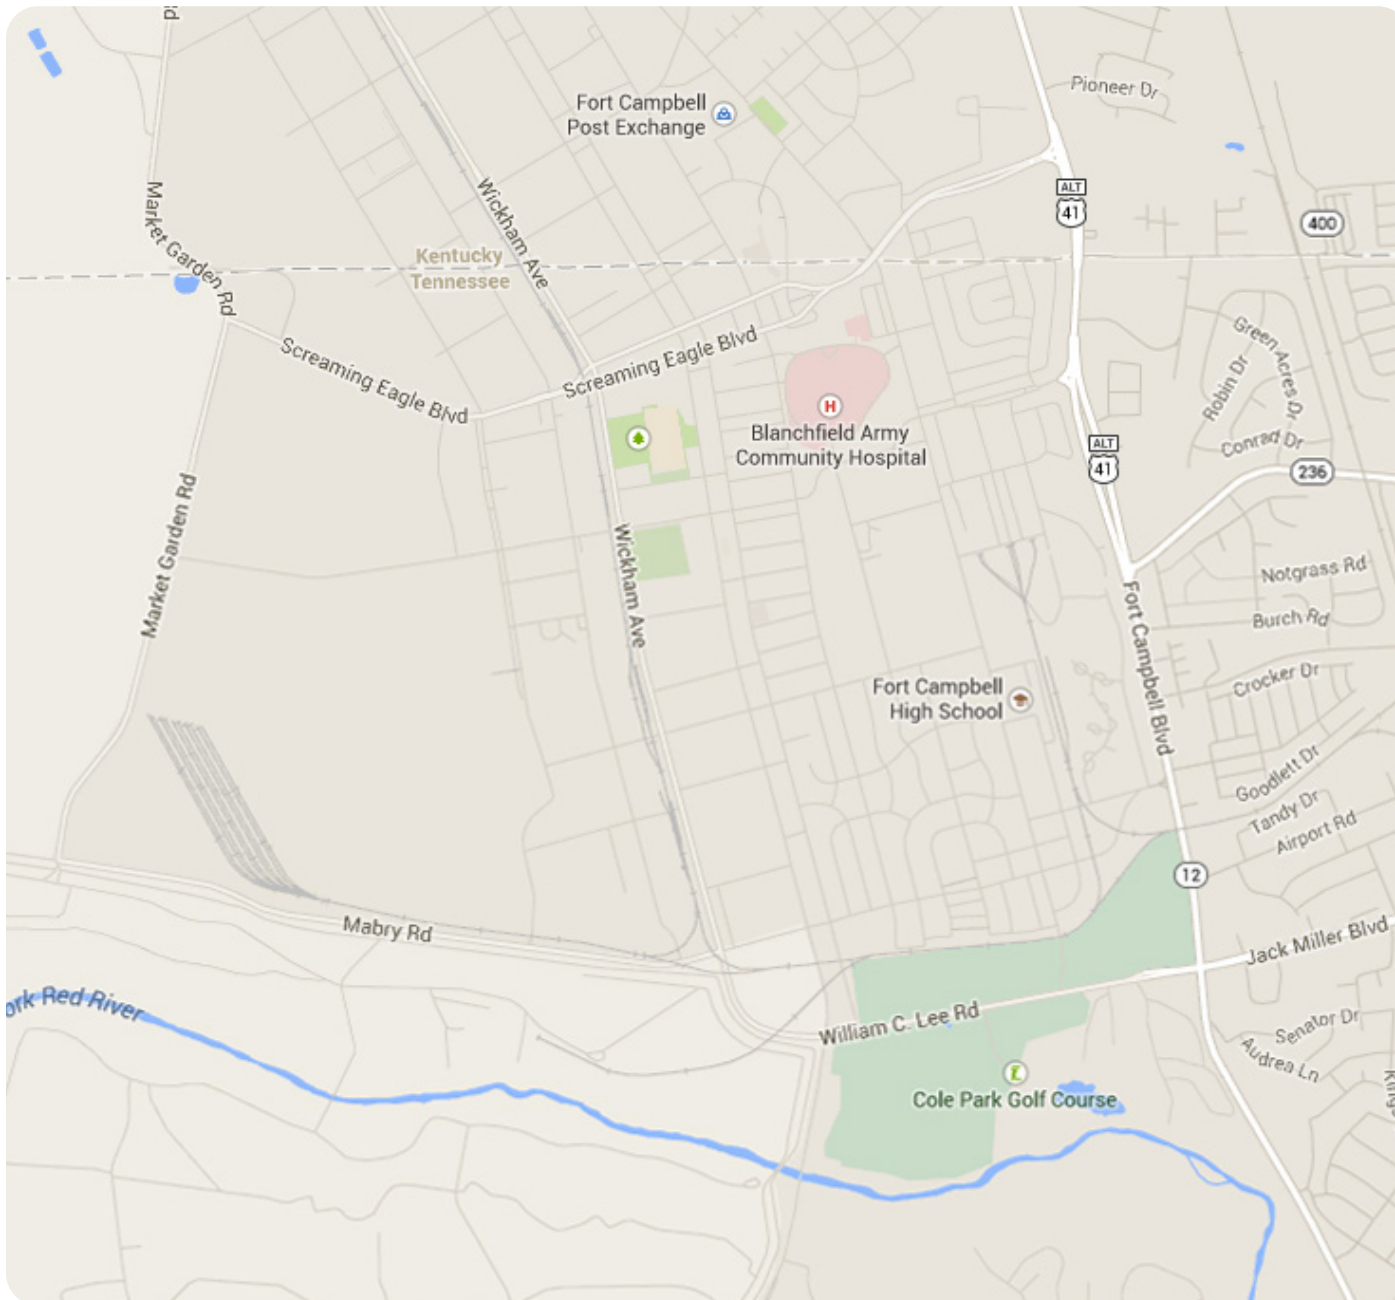 Rd
Pioneer Dr
Fort Campbell
Post Exchange
ALT
41
Wickham Ave
Market Garden Rd
400
Kentucky
Tennessee
Screaming Eagle Blvd
Screaming Eagle Blvd
Green Acres Dr
Robin Dr
Conrad Dr
Blanchfield Army
Community Hospital
H
ALT
41
236
Market Garden Rd
Wickham Ave
Notgrass Rd
Burch Rd
Fort Campbell Blvd
Crocker Dr
Fort Campbell
High School
Goodlett Dr
Tandy Dr
Airport Rd
12
Mabry Rd
Jack Miller Blvd
ork Red River
William C. Lee Rd
Senator Dr
Audrea Ln
Cole Park Golf Course